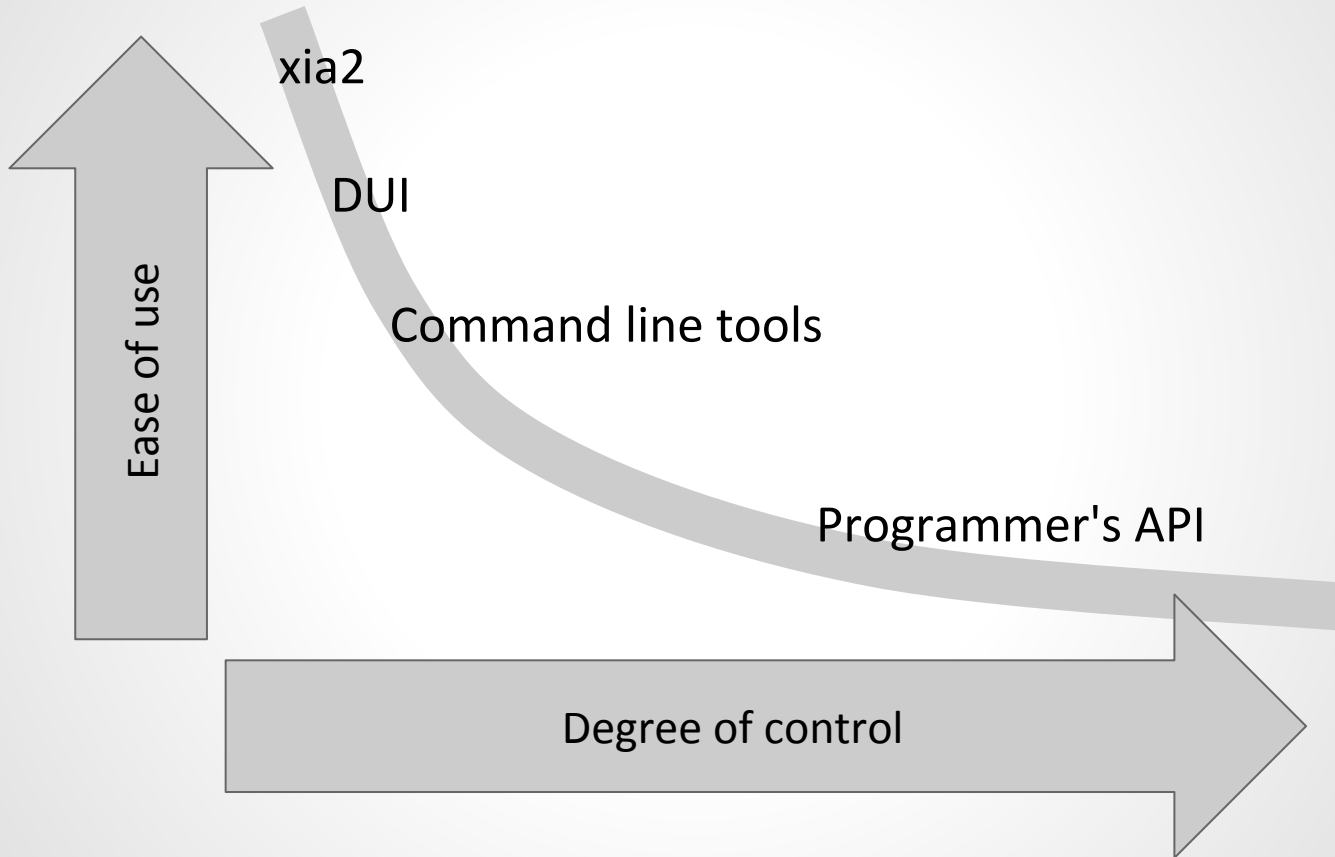 xia2
DUI
Ease of use
Command line tools
Programmer's API
Degree of control